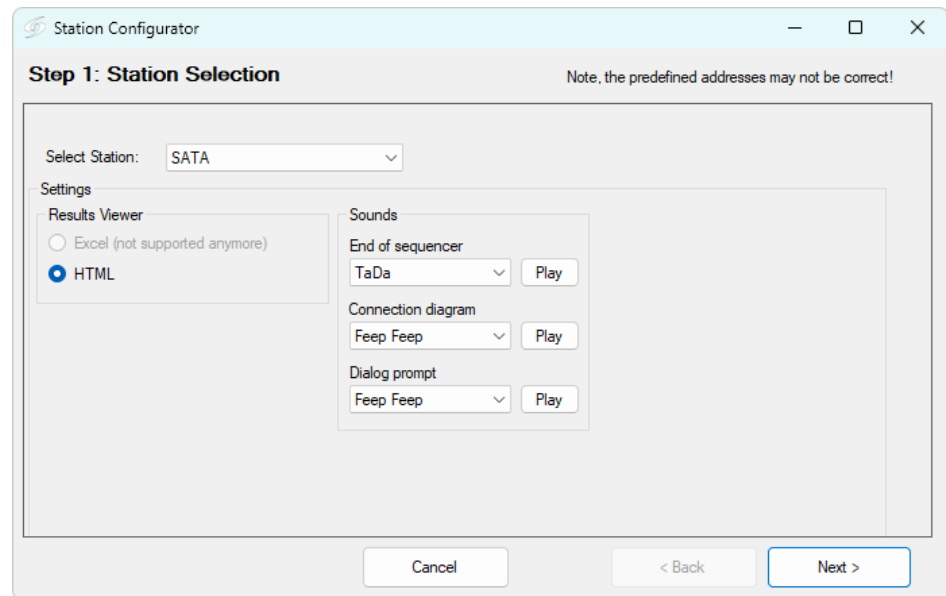 Station Configurator
Step 1: Station Selection
Note, the predefined addresses may not be correct!
Select Station:
SATA
Settings
Results Viewer
Excel (not supported anymore)
HTML
Sounds
End of sequencer
TaDa
Play
Connection diagram
Feep Feep
Play
Dialog prompt
Feep Feep
Play
Cancel
< Back
Next >